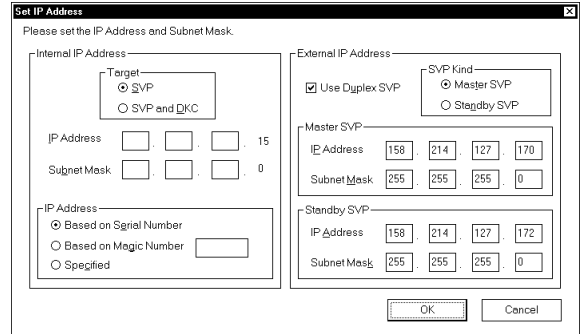 Set IP Address
Please set the IP Address and Subnet Mask.
Internal IP Address
Target
SVP
SVP and DKC
IP Address . . . 15
Subnet Mask . . . 0
IP Address
Based on Serial Number
Based on Magic Number
Specified
External IP Address
Use Duplex SVP
SVP Kind
Master SVP
Standby SVP
Master SVP
IP Address 158 . 214 . 127 . 170
Subnet Mask 255 . 255 . 255 . 0
Standby SVP
IP Address 158 . 214 . 127 . 172
Subnet Mask 255 . 255 . 255 . 0
OK Cancel